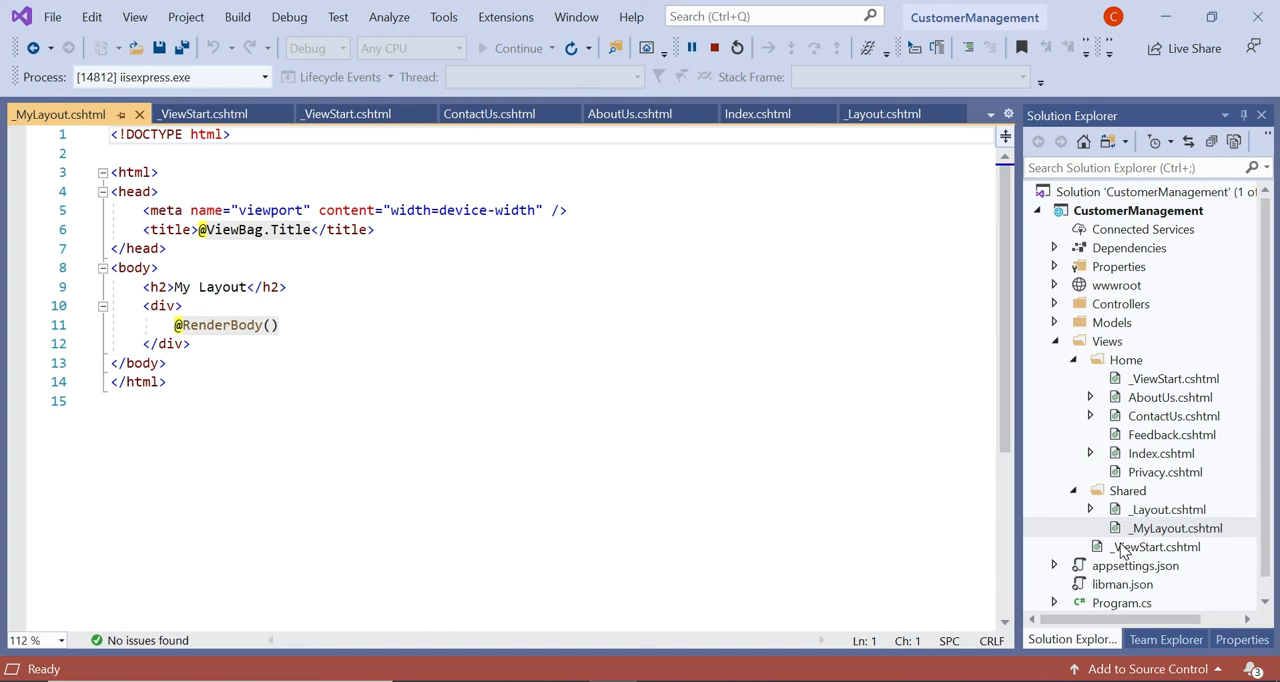 File Edit View Project Build Debug Test Analyze Tools Extensions Window Help Search (Ctrl+Q) CustomerManagement C
Debug Any CPU Continue Live Share
Process: [14812] iisexpress.exe Lifecycle Events Thread: Stack Frame:
_MyLayout.cshtml _ViewStart.cshtml _ViewStart.cshtml ContactUs.cshtml AboutUs.cshtml Index.cshtml _Layout.cshtml
1 <!DOCTYPE html>
2
3 <html>
4 <head>
5 <meta name="viewport" content="width=device-width" />
6 <title>@ViewBag.Title</title>
7 </head>
8 <body>
9 <h2>My Layout</h2>
10 <div>
11 @RenderBody()
12 </div>
13 </body>
14 </html>
15
112 % No issues found Ln: 1 Ch: 1 SPC CRLF
Solution Explorer
Search Solution Explorer (Ctrl+;)
Solution 'CustomerManagement' (1 of
CustomerManagement
Connected Services
Dependencies
Properties
wwwroot
Controllers
Models
Views
Home
_ViewStart.cshtml
AboutUs.cshtml
ContactUs.cshtml
Feedback.cshtml
Index.cshtml
Privacy.cshtml
Shared
_Layout.cshtml
_MyLayout.cshtml
_ViewStart.cshtml
appsettings.json
libman.json
C# Program.cs
Solution Explor... Team Explorer Properties
Ready Add to Source Control 3